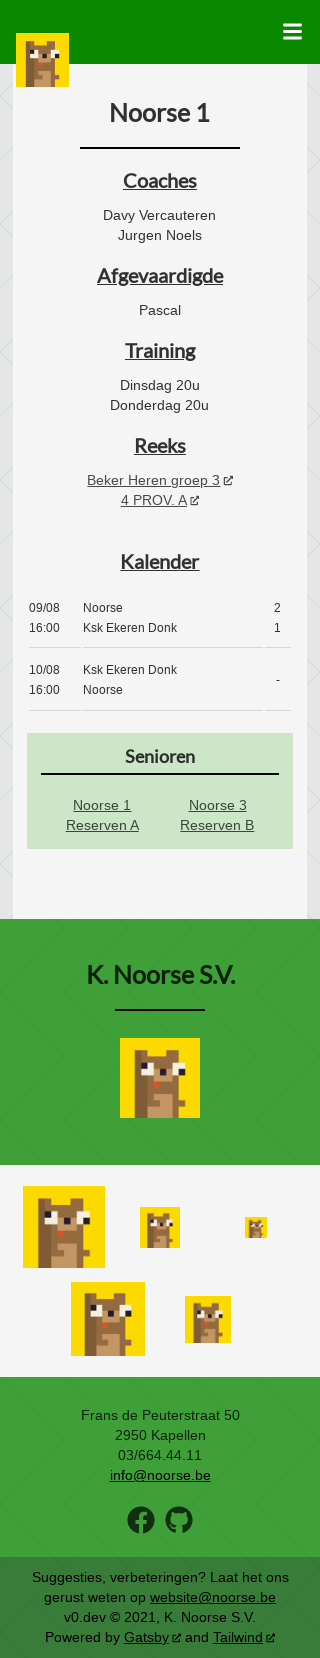 Noorse 1
Coaches
Davy Vercauteren
Jurgen Noels
Afgevaardigde
Pascal
Training
Dinsdag 20u
Donderdag 20u
Reeks
Beker Heren groep 3
4 PROV. A
Kalender
09/08 Noorse 2
16:00 Ksk Ekeren Donk 1
10/08 Ksk Ekeren Donk
-
16:00 Noorse
Senioren
Noorse 1 Noorse 3
Reserven A Reserven B
K. Noorse S.V.
Frans de Peuterstraat 50
2950 Kapellen
03/664.44.11
info@noorse.be
Suggesties, verbeteringen? Laat het ons
gerust weten op website@noorse.be
v0.dev © 2021, K. Noorse S.V.
Powered by Gatsby and Tailwind